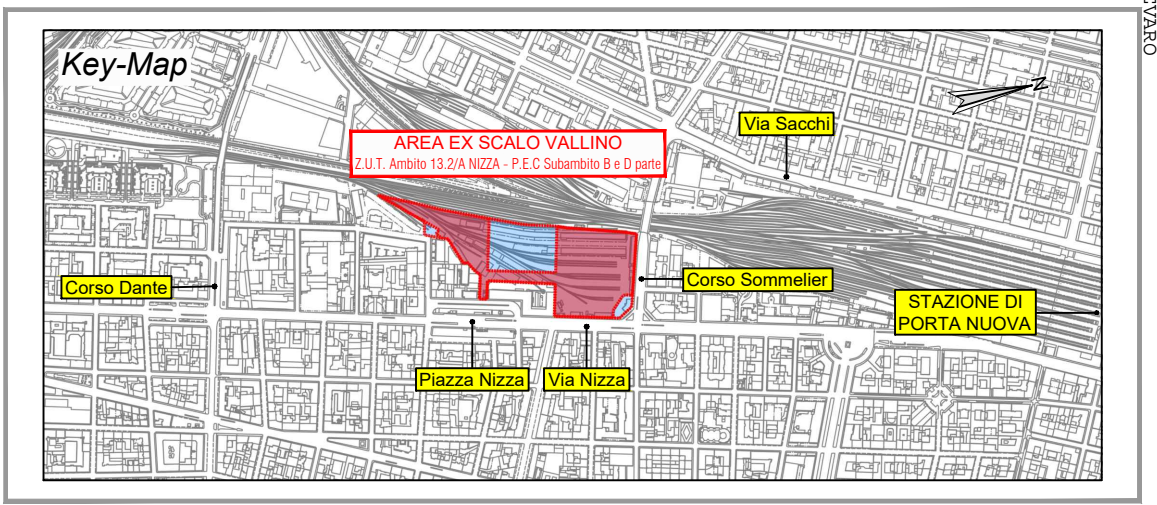 Key-Map
AREA EX SCALO VALLINO
Z.U.T. Ambito 13.2/A NIZZA - P.E.C Subambito B e D parte
Via Sacchi
N
Corso Dante
Corso Sommelier
STAZIONE DI
PORTA NUOVA
Piazza Nizza
Via Nizza